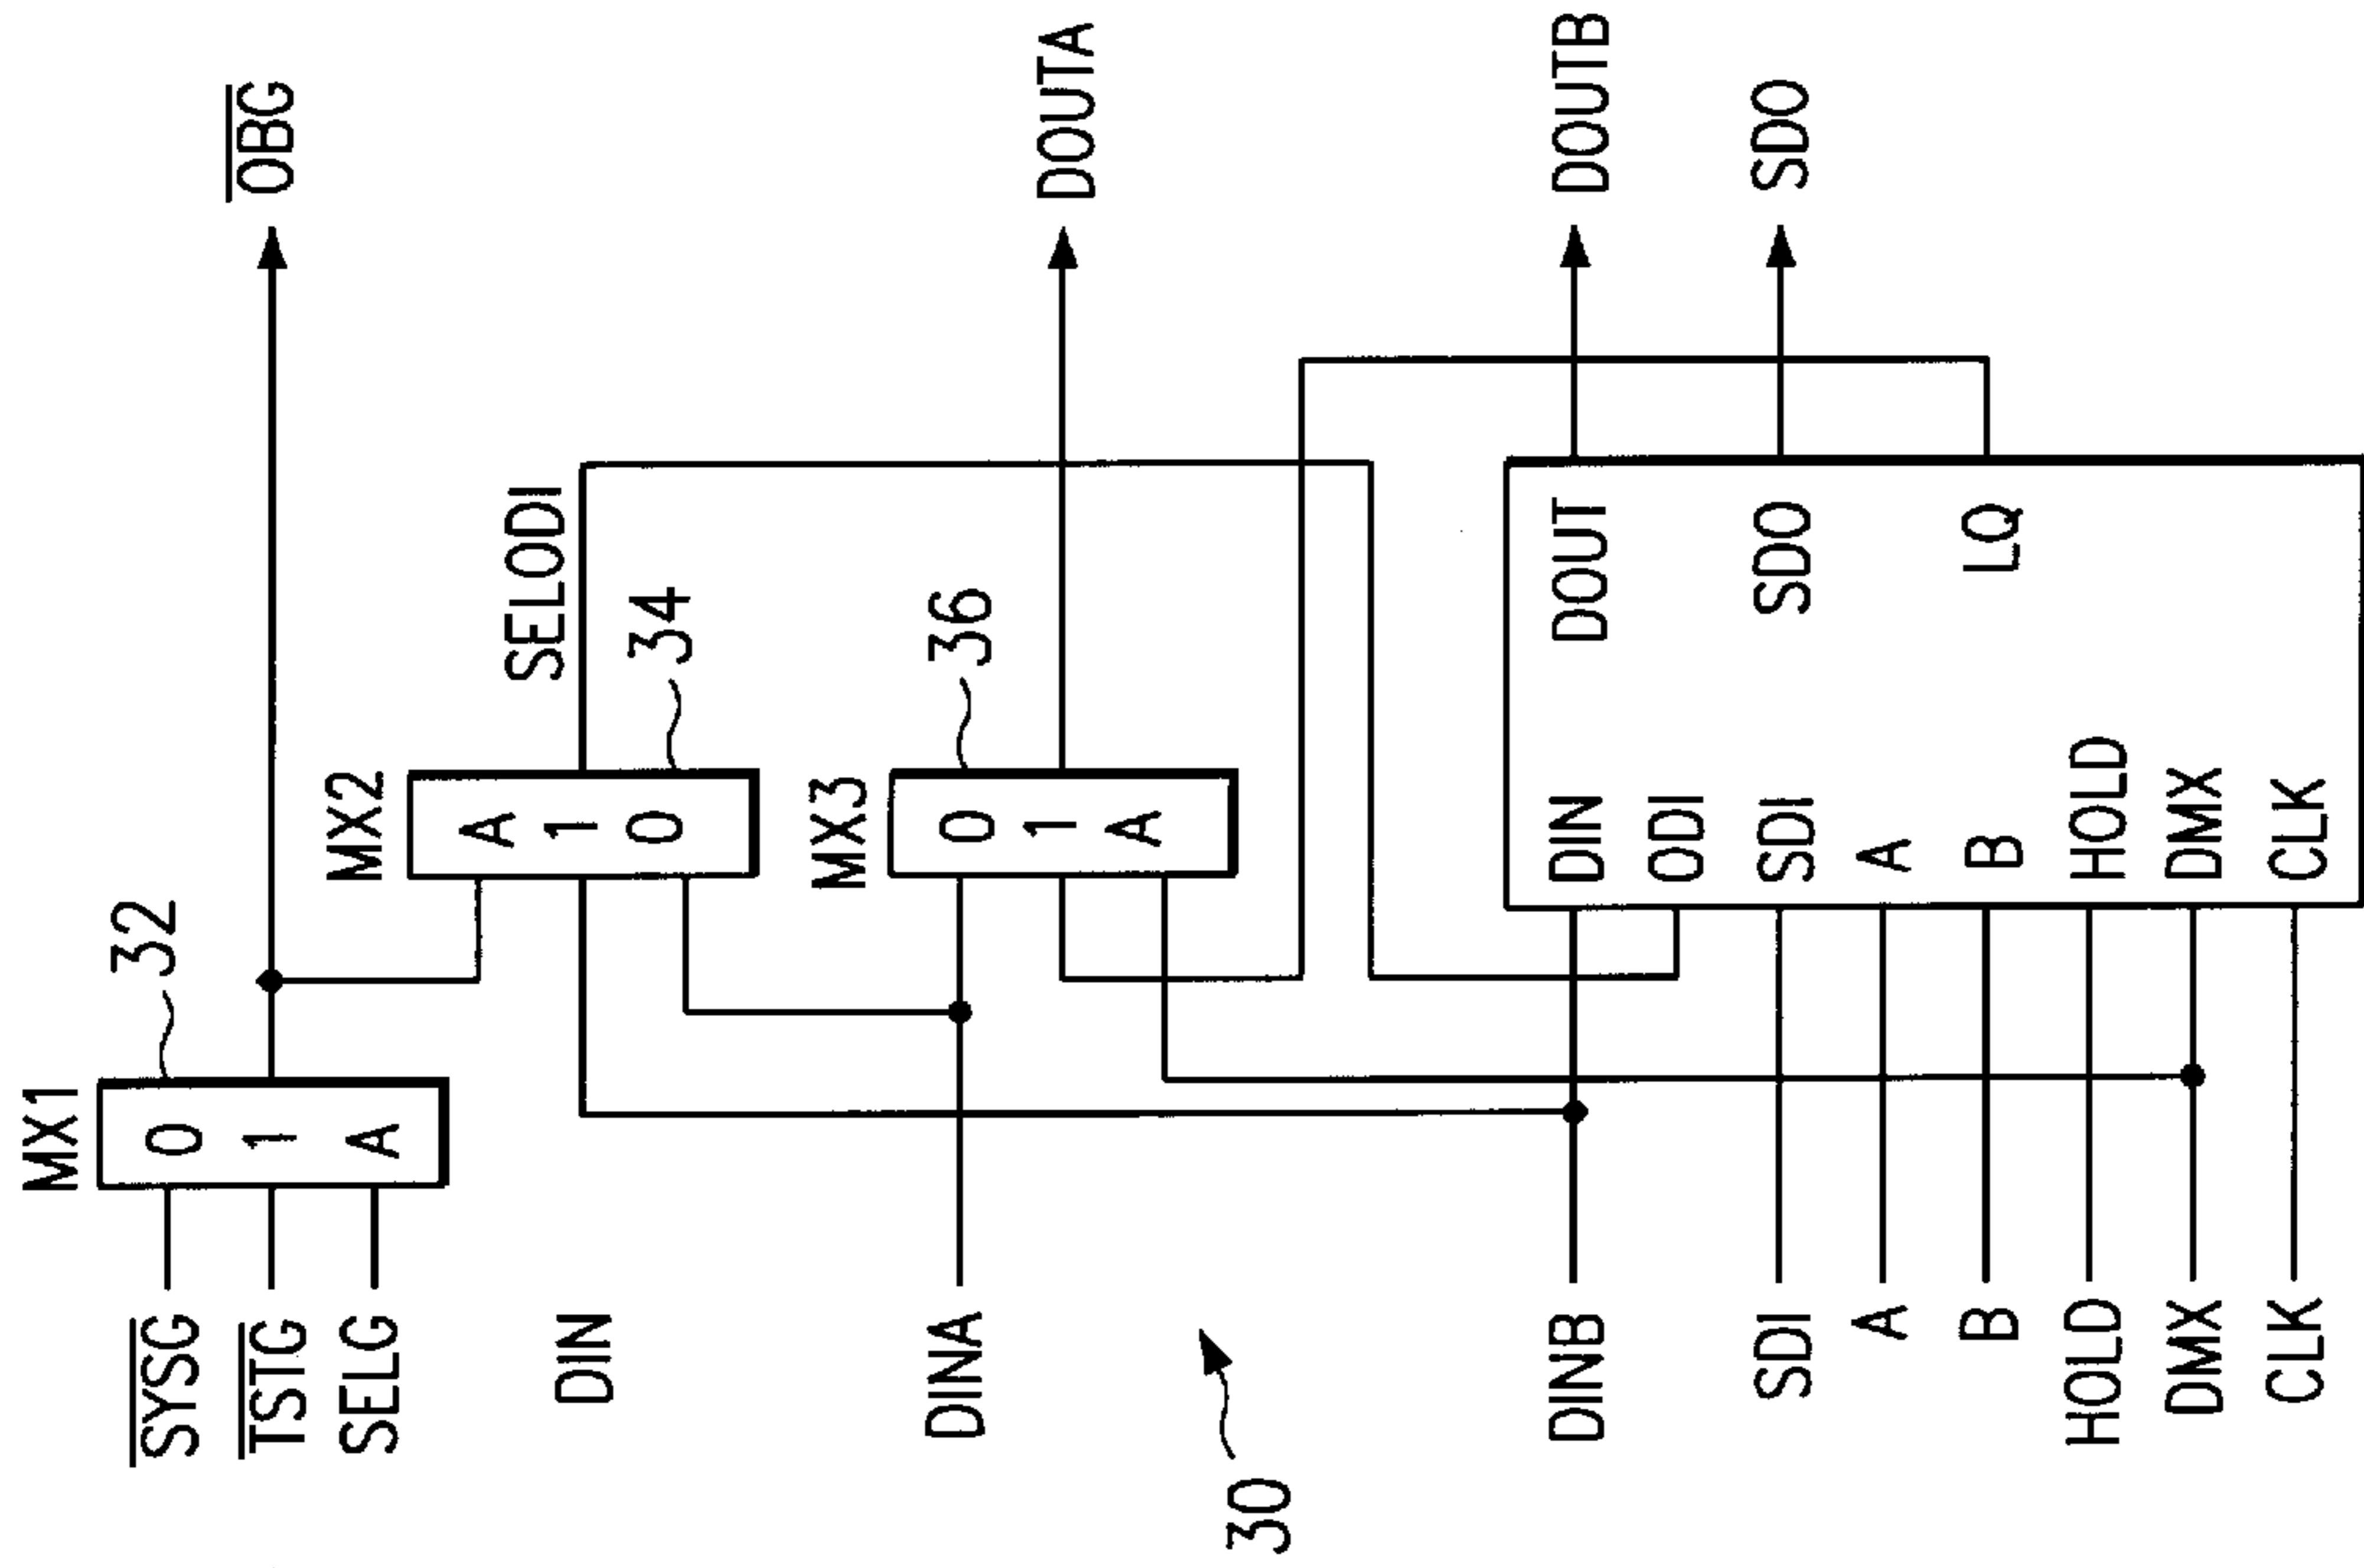 MX1
32
SYSG
TSTG
SELG
0
1
A
OBG
MX2
A
1
0
SELODI
34
DIN
MX3
0
1
A
36
DINA
DOUTA
30
DINB
SDI
A
B
HOLD
DMX
CLK
DIN
ODI
SDI
A
B
HOLD
DMX
CLK
DOUT
SDO
LQ
DOUTB
SDO